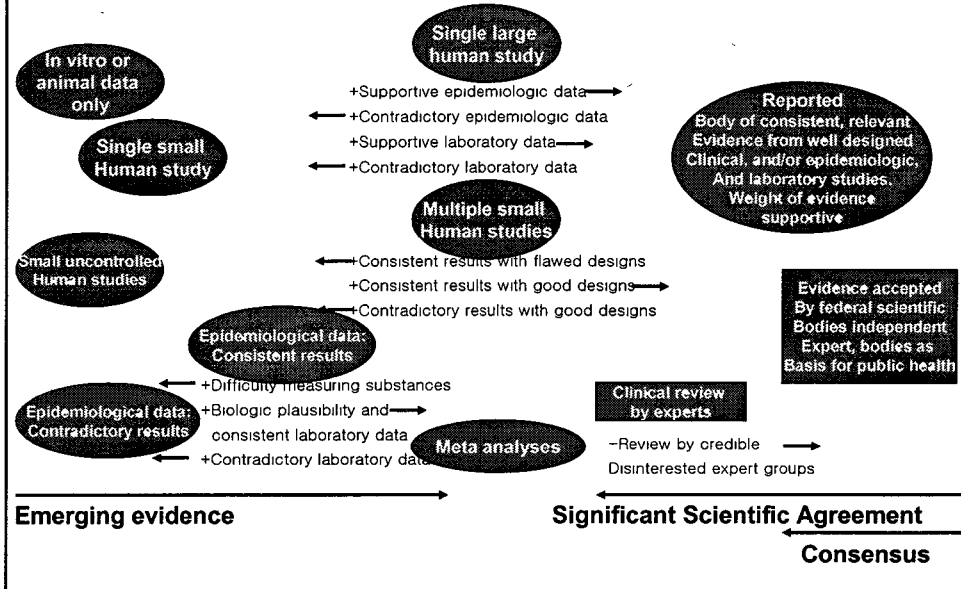 Single large
human study
In vitro or
animal data
only
+Supportive epidemiologic data
+Contradictory epidemiologic data
+Supportive laboratory data
+Contradictory laboratory data
Single small
Human study
Reported
Body of consistent, relevant
Evidence from well designed
Clinical, and/or epidemiologic,
And laboratory studies.
Weight of evidence
supportive
Multiple small
Human studies
+Consistent results with flawed designs
+Consistent results with good designs
+Contradictory results with good designs
Small uncontrolled
Human studies
Evidence accepted
By federal scientific
Bodies independent
Expert, bodies as
Basis for public health
Epidemiological data:
Consistent results
+Difficulty measuring substances
+Biologic plausibility and
consistent laboratory data
+Contradictory laboratory data
Epidemiological data:
Contradictory results
Clinical review
by experts
Meta analyses
–Review by credible
Disinterested expert groups
Emerging evidence
Significant Scientific Agreement
Consensus